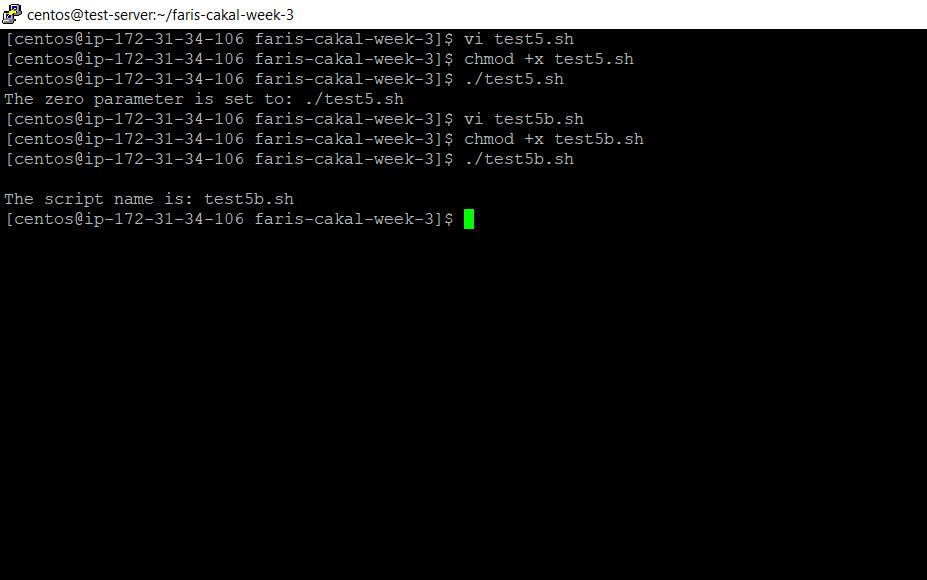 centos@test-server:~/faris-cakal-week-3
[centos@ip-172-31-34-106 faris-cakal-week-3]$ vi test5.sh
[centos@ip-172-31-34-106 faris-cakal-week-3]$ chmod +x test5.sh
[centos@ip-172-31-34-106 faris-cakal-week-3]$ ./test5.sh
The zero parameter is set to: ./test5.sh
[centos@ip-172-31-34-106 faris-cakal-week-3]$ vi test5b.sh
[centos@ip-172-31-34-106 faris-cakal-week-3]$ chmod +x test5b.sh
[centos@ip-172-31-34-106 faris-cakal-week-3]$ ./test5b.sh
The script name is: test5b.sh
[centos@ip-172-31-34-106 faris-cakal-week-3]$